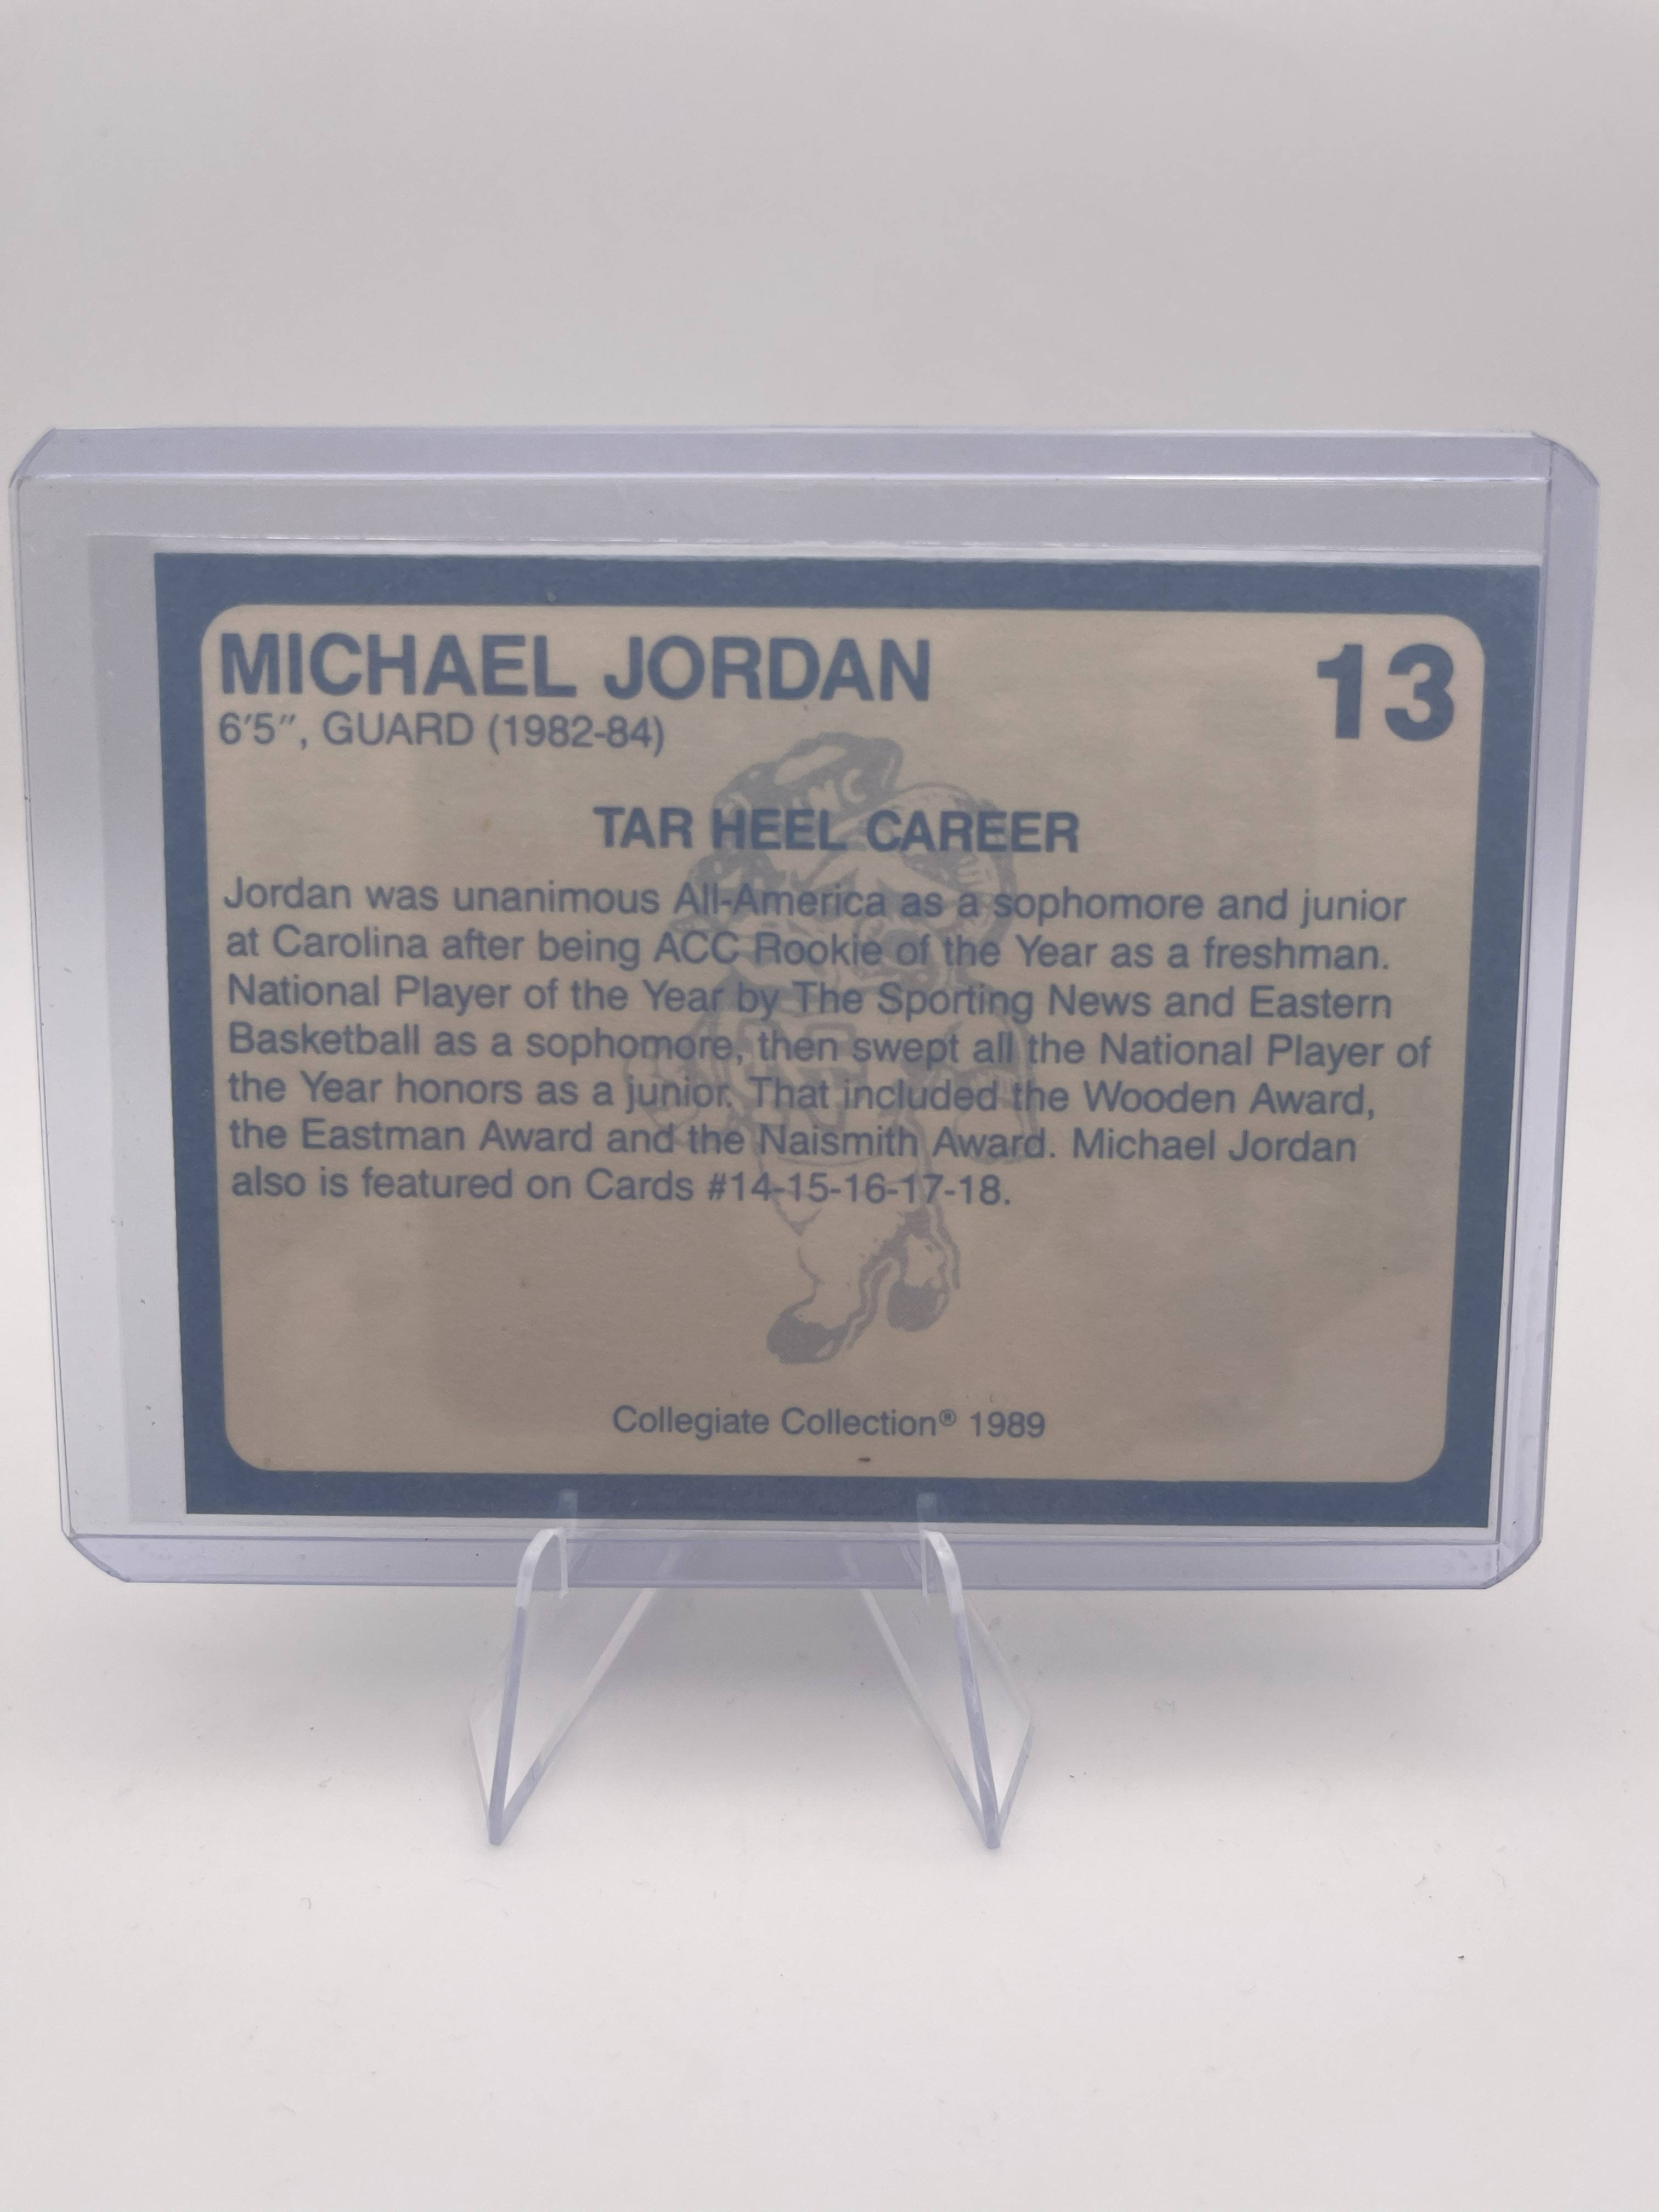 MICHAEL JORDAN
13
6'5", GUARD (1982-84)
TAR HEEL CAREER
Jordan was unanimous All-America as a sophomore and junior
at Carolina after being ACC Rookie of the Year as a freshman.
National Player of the Year by The Sporting News and Eastern
Basketball as a sophomore, then swept all the National Player of
the Year honors as a junior. That included the Wooden Award,
the Eastman Award and the Naismith Award. Michael Jordan
also is featured on Cards #14-15-16-17-18.
Collegiate Collection® 1989